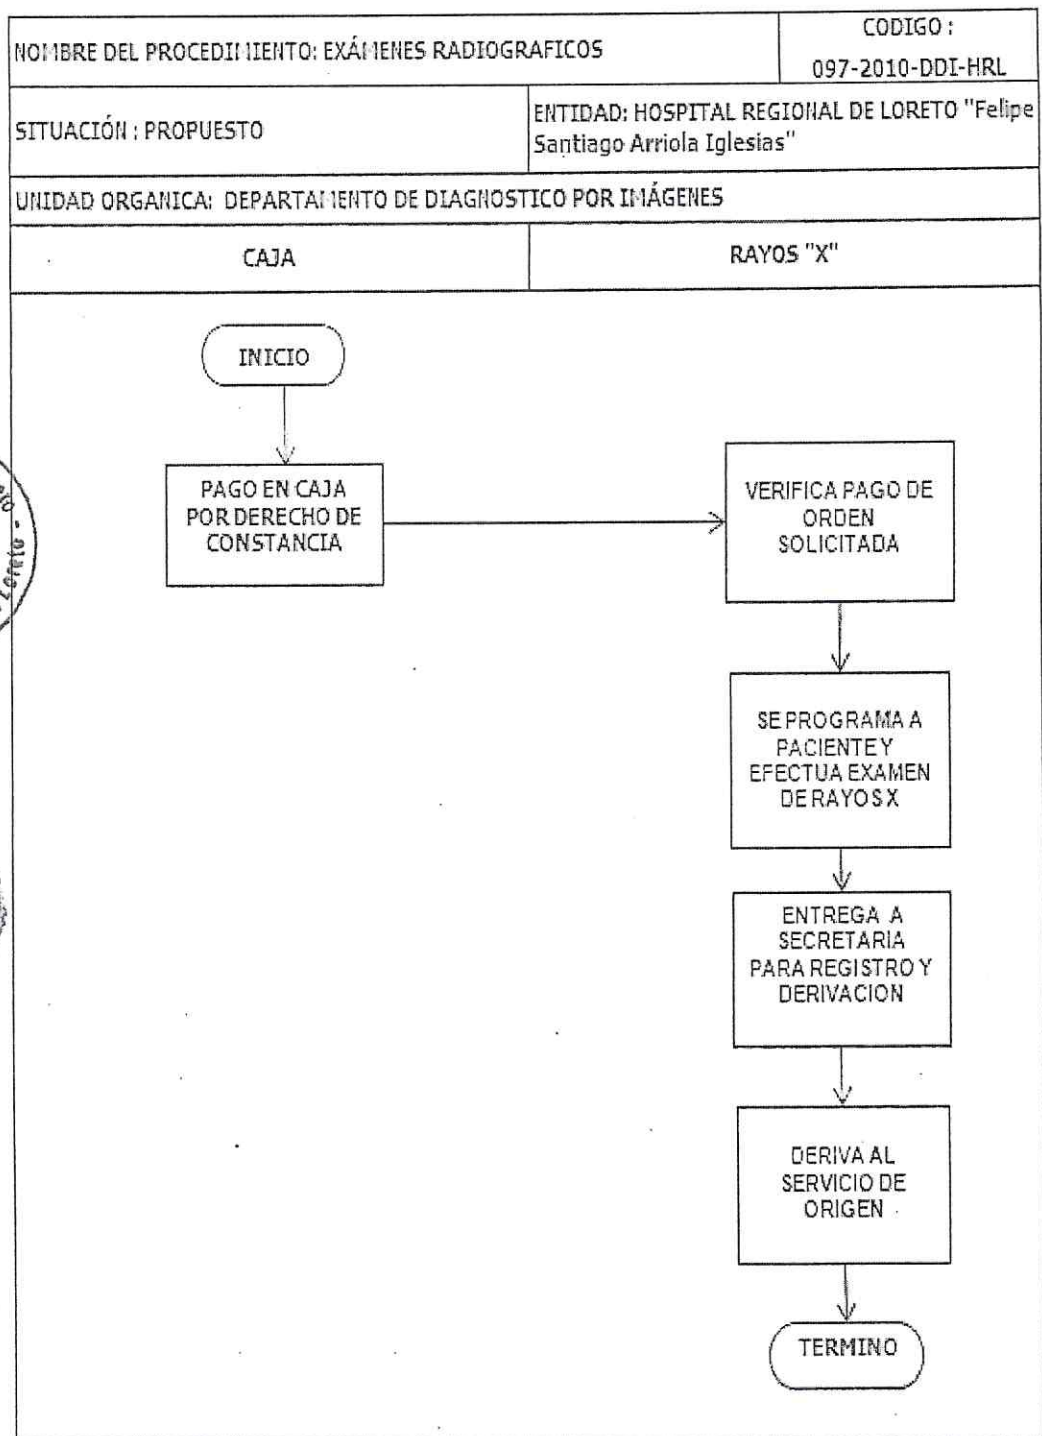 NOMBRE DEL PROCEDIMIENTO: EXÁMENES RADIOGRAFICOS
CODIGO :
097-2010-DDI-HRL
SITUACIÓN : PROPUESTO
ENTIDAD: HOSPITAL REGIONAL DE LORETO "Felipe
Santiago Arriola Iglesias"
UNIDAD ORGANICA: DEPARTAMENTO DE DIAGNOSTICO POR IMÁGENES
CAJA
RAYOS "X"
INICIO
PAGO EN CAJA
POR DERECHO DE
CONSTANCIA
VERIFICA PAGO DE
ORDEN
SOLICITADA
SE PROGRAMA A
PACIENTE Y
EFECTUA EXAMEN
DE RAYOS X
ENTREGA A
SECRETARIA
PARA REGISTRO Y
DERIVACION
DERIVA AL
SERVICIO DE
ORIGEN
TERMINO
Loreto -